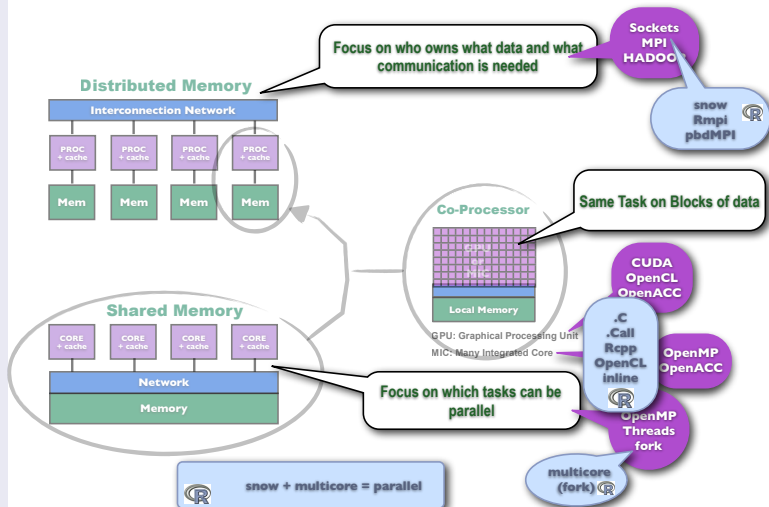 Focus on who owns what data and what
communication is needed
Sockets
MPI
HADOOP
snow
Rmpi
pbdMPI
Distributed Memory
Interconnection Network
PROC
+ cache
PROC
+ cache
PROC
+ cache
PROC
+ cache
Mem
Mem
Mem
Mem
Co-Processor
GPU
or
MIC
Local Memory
Same Task on Blocks of data
GPU: Graphical Processing Unit
MIC: Many Integrated Core
CUDA
OpenCL
OpenACC
.C
.Call
Rcpp
OpenCL
inline
R
OpenMP
OpenACC
OpenMP
Threads
fork
Shared Memory
CORE
+ cache
CORE
+ cache
CORE
+ cache
CORE
+ cache
Network
Memory
Focus on which tasks can be
parallel
multicore
(fork) R
R snow + multicore = parallel